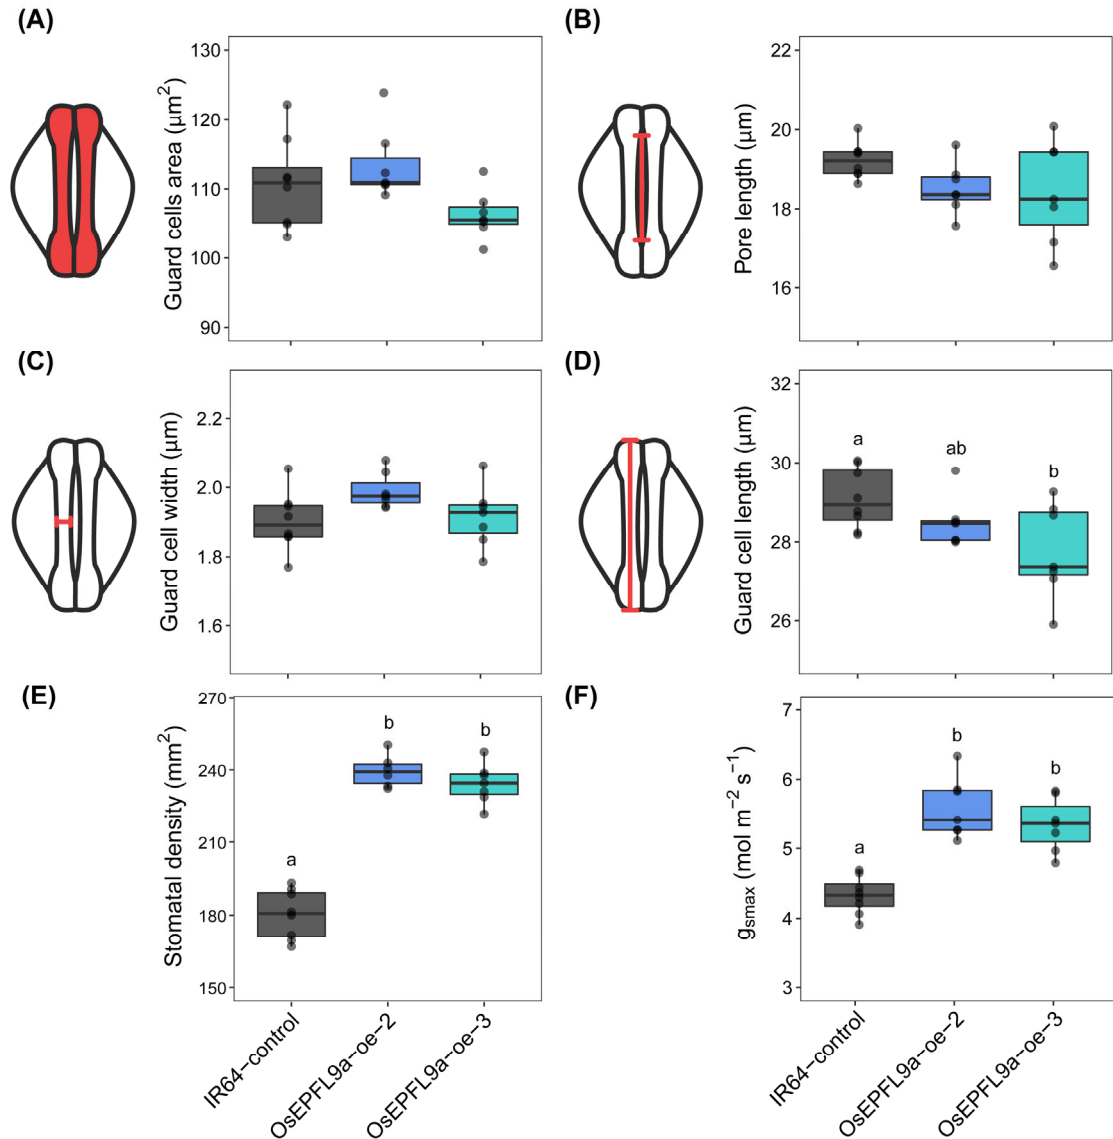 (A)
Guard cells area (μm²)
130
120
110
100
90
(B)
Pore length (μm)
22
20
18
16
(C)
Guard cell width (μm)
2.2
2.0
1.8
1.6
(D)
Guard cell length (μm)
32
30
28
26
a
ab
b
(E)
Stomatal density (mm²)
270
240
210
180
150
a
b
b
IR64−control
OsEPFL9a−oe−2
OsEPFL9a−oe−3
(F)
gsmax (mol m−2 s−1)
7
6
5
4
3
a
b
b
IR64−control
OsEPFL9a−oe−2
OsEPFL9a−oe−3